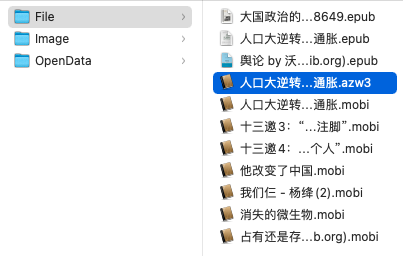 File
Image
OpenData
大国政治的…8649.epub
人口大逆转…通胀.epub
舆论 by 沃…ib.org).epub
人口大逆转…通胀.azw3
人口大逆转…通胀.mobi
十三邀3：“…注脚”.mobi
十三邀4：…个人”.mobi
他改变了中国.mobi
我们仨 - 杨绛(2).mobi
消失的微生物.mobi
占有还是存…b.org).mobi